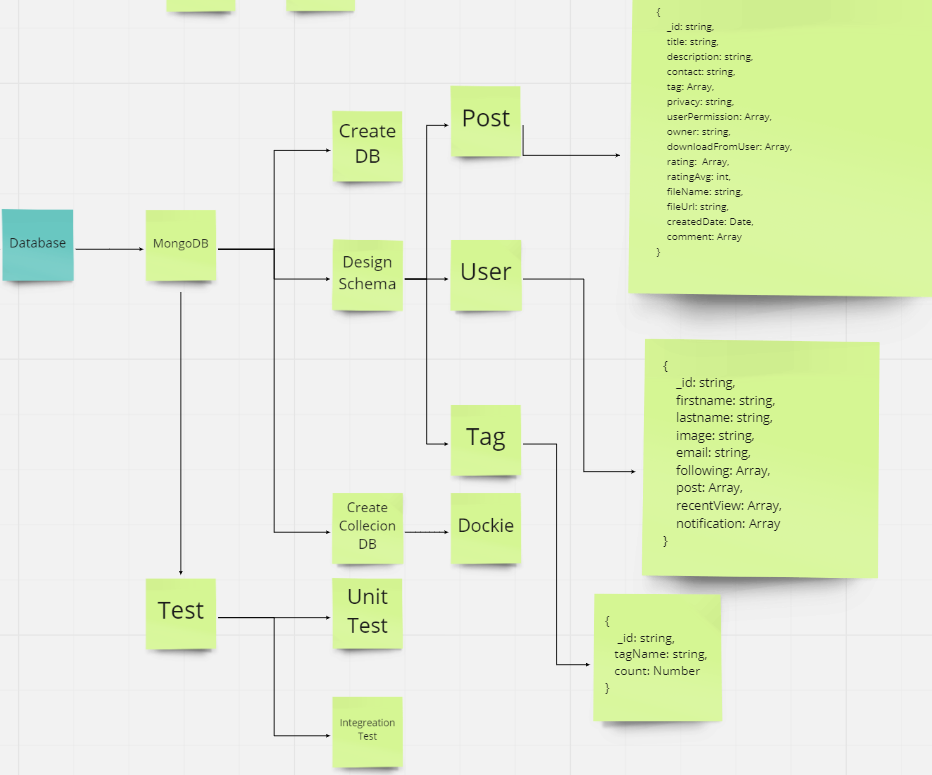 {
_id: string,
title: string,
description: string,
contact: string,
tag: Array,
privacy: string,
userPermission: Array,
owner: string,
downloadFromUser: Array,
rating:  Array,
ratingAvg: int,
fileName: string,
fileUrl: string,
createdDate: Date,
comment: Array
}
Post
Create
DB
Database
MongoDB
Design
Schema
User
{
_id: string,
firstname: string,
lastname: string,
image: string,
email: string,
following: Array,
post: Array,
recentView: Array,
notification: Array
}
Tag
Create
Collecion
DB
Dockie
Test
Unit
Test
{
_id: string,
tagName: string,
count: Number
}
Integreation
Test